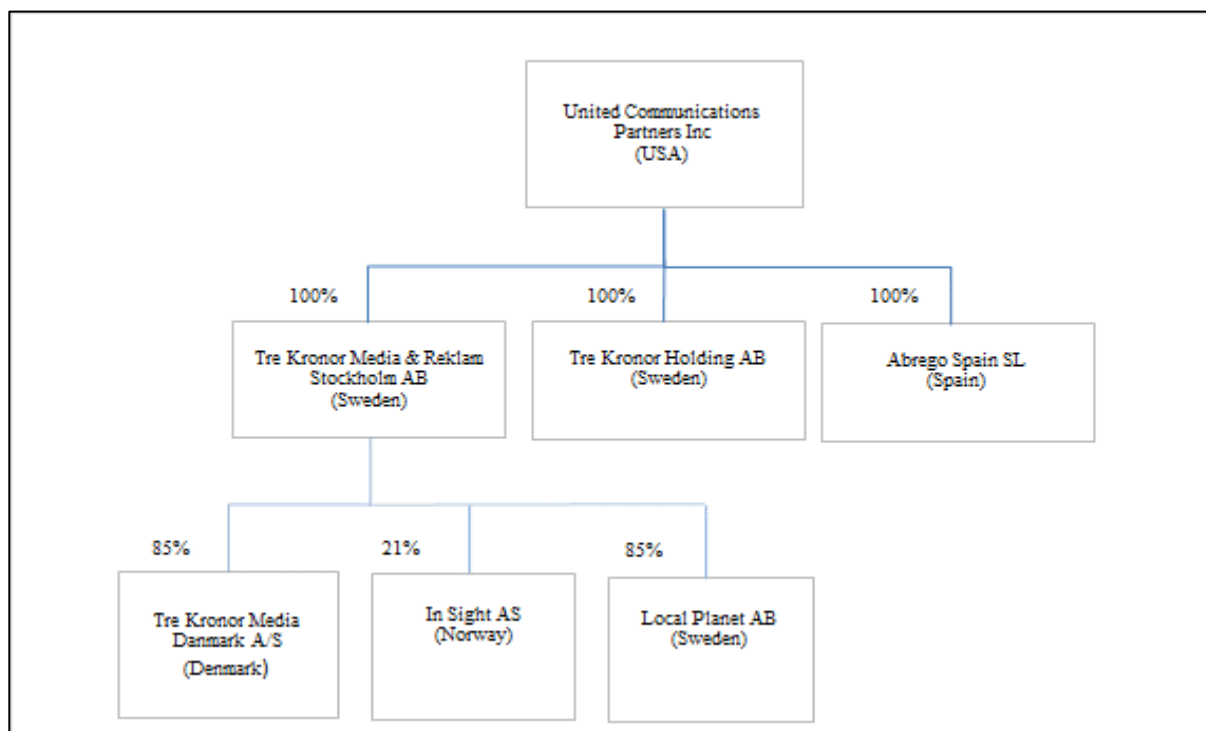 United Communications
Partners Inc
(USA)
100%
100%
100%
Tre Kronor Media & Reklam
Stockholm AB
(Sweden)
Tre Kronor Holding AB
(Sweden)
Abrego Spain SL
(Spain)
85%
21%
85%
Tre Kronor Media
Danmark A/S
(Denmark)
In Sight AS
(Norway)
Local Planet AB
(Sweden)